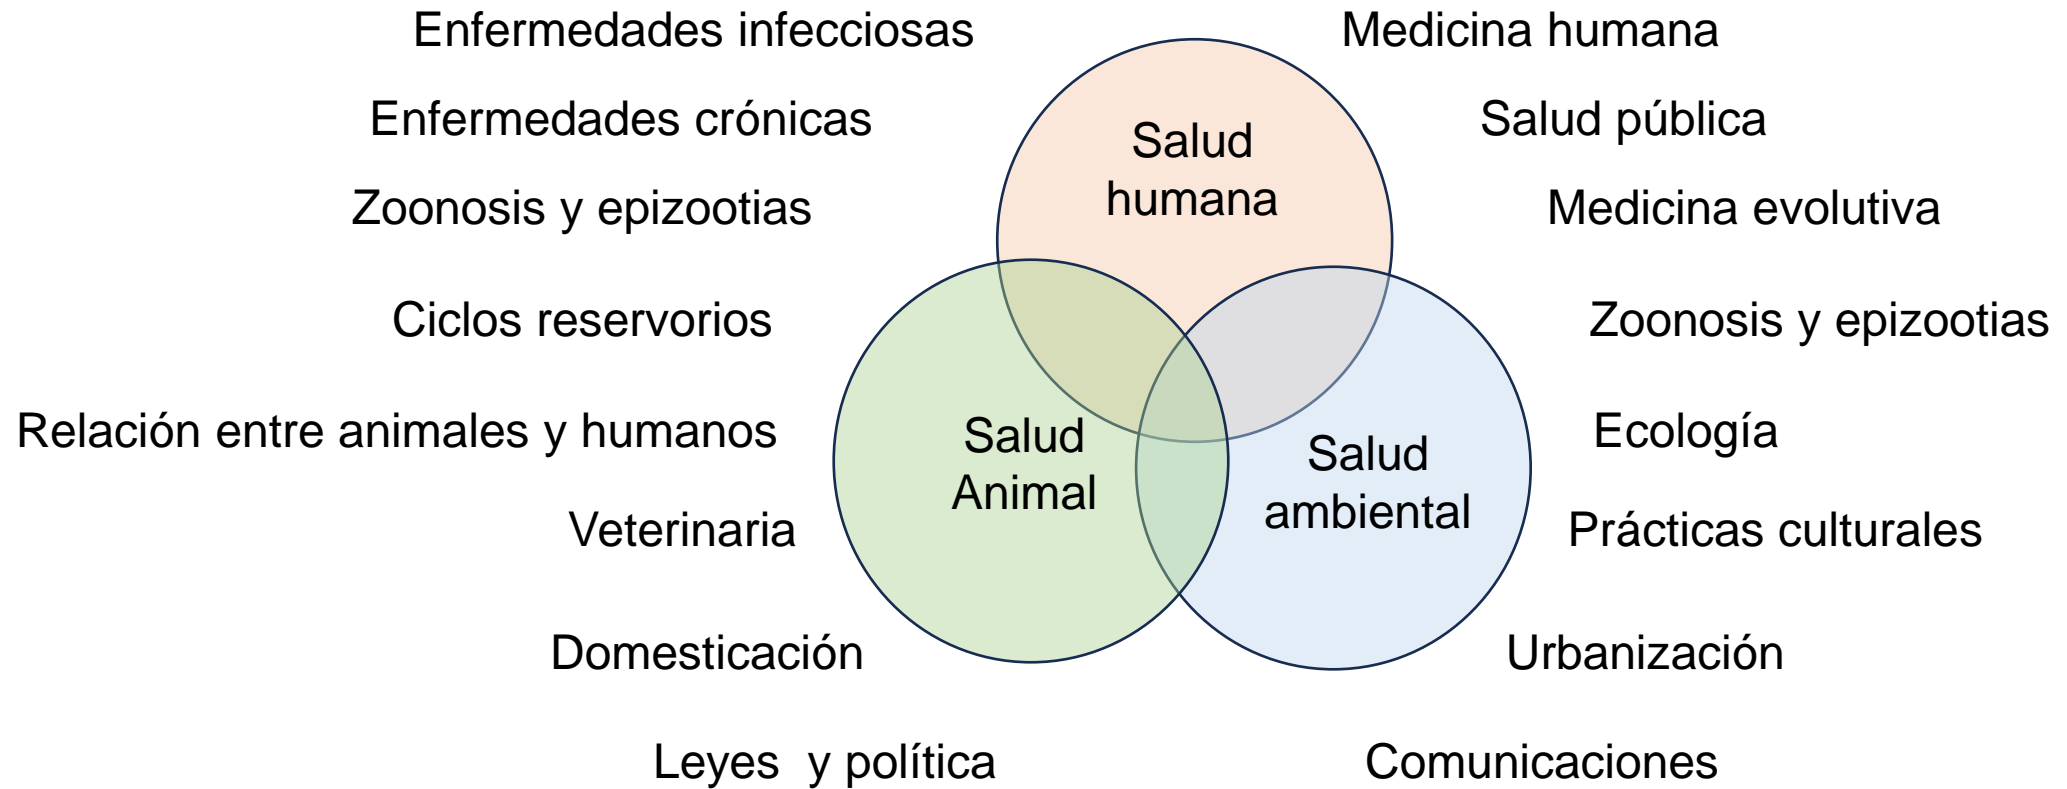 Enfermedades infecciosas
Medicina humana
Enfermedades crónicas
Salud pública
Salud
humana
Zoonosis y epizootias
Medicina evolutiva
Ciclos reservorios
Zoonosis y epizootias
Relación entre animales y humanos
Salud
Animal
Salud
ambiental
Ecología
Veterinaria
Prácticas culturales
Domesticación
Urbanización
Leyes  y política
Comunicaciones